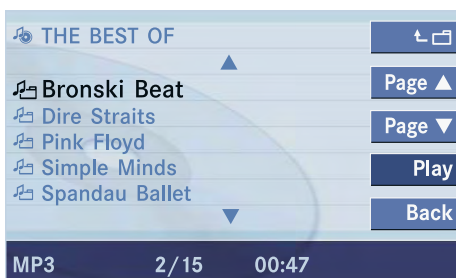 THE BEST OF
Bronski Beat
Page ▲
Dire Straits
Page ▼
Pink Floyd
Simple Minds
Play
Spandau Ballet
Back
MP3 2/15 00:47